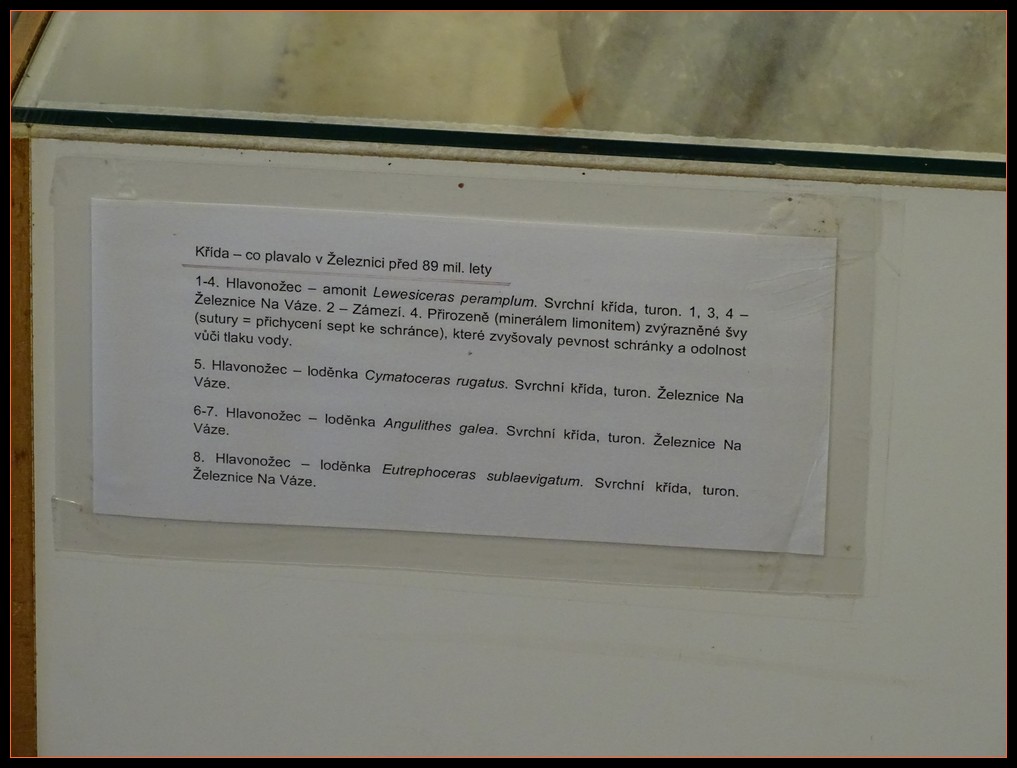 Křída – co plavalo v Železnici před 89 mil. lety
1-4. Hlavonožec – amonit Lewesiceras peramplum. Svrchní křída, turon. 1, 3, 4 –
Železnice Na Váze. 2 – Zámezí. 4. Přirozeně (minerálem limonitem) zvýrazněné švy
(sutury = přichycení sept ke schránce), které zvyšovaly pevnost schránky a odolnost
vůči tlaku vody.
5. Hlavonožec – loděnka Cymatoceras rugatus. Svrchní křída, turon. Železnice Na
Váze.
6-7. Hlavonožec – loděnka Angulithes galea. Svrchní křída, turon. Železnice Na
Váze.
8. Hlavonožec – loděnka Eutrephoceras sublaevigatum. Svrchní křída, turon.
Železnice Na Váze.